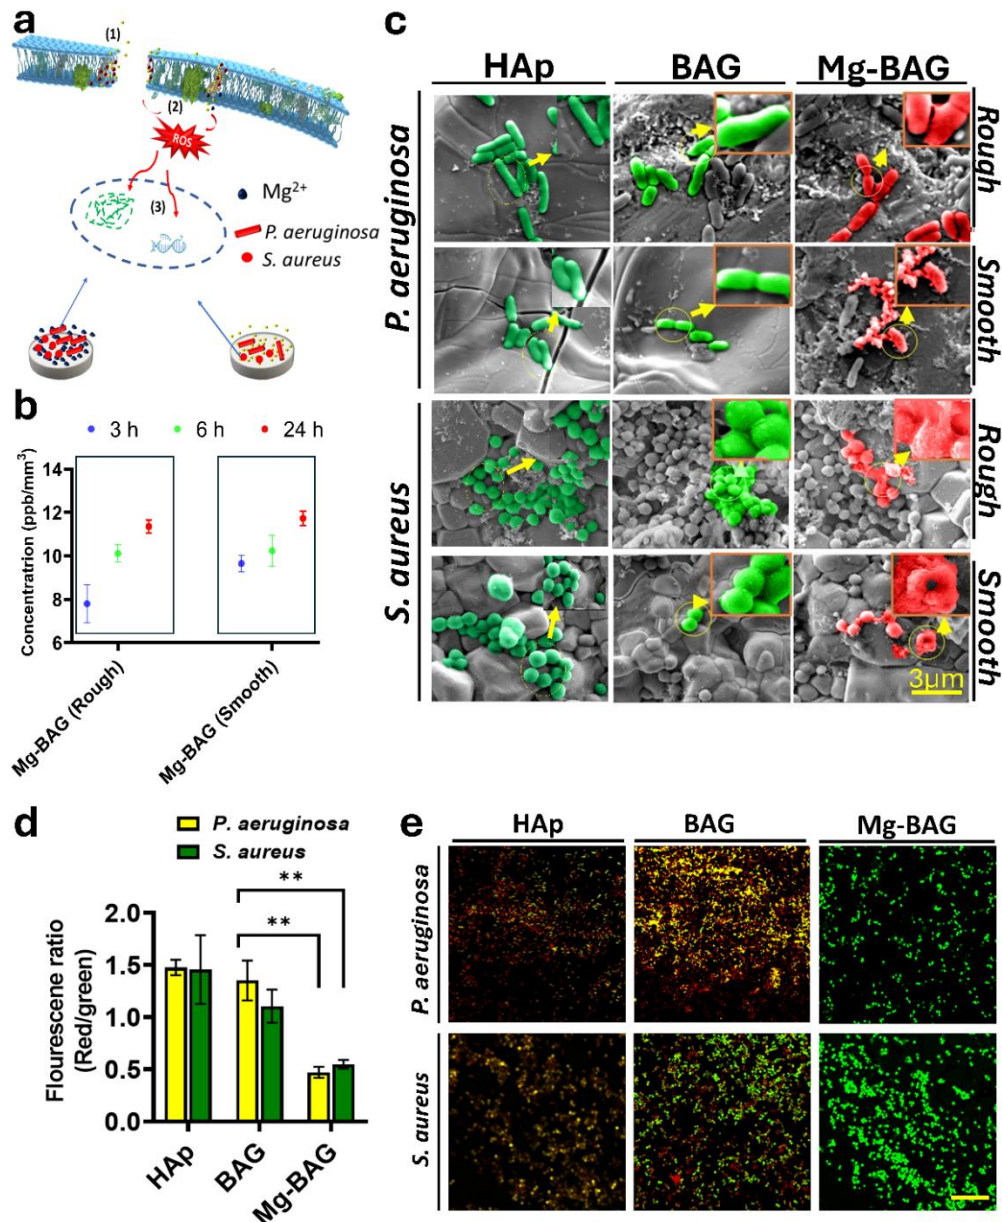 a
(1)
(2)
ROS
(3)
Mg²⁺
P. aeruginosa
S. aureus
b
3 h 6 h 24 h
Concentratrion (ppb/mm³)
14
12
10
8
6
Mg-BAG (Rough)
Mg-BAG (Smooth)
c
HAp BAG Mg-BAG
P. aeruginosa
S. aureus
Rough
Smooth
Rough
Smooth
3µm
d
P. aeruginosa
S. aureus
**
**
Flourescene ratio
(Red/green)
2.0
1.5
1.0
0.5
0.0
HAp
BAG
Mg-BAG
e
HAp BAG Mg-BAG
P. aeruginosa
S. aureus